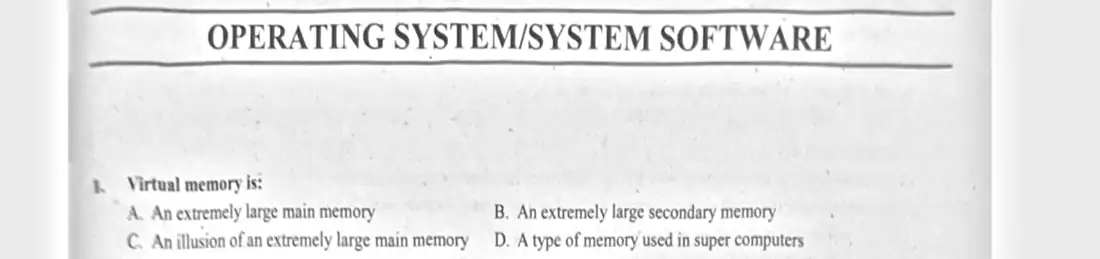 OPERATING SYSTEM/SYSTEM SOFTWARE
1. Virtual memory is:
A. An extremely large main memory B. An extremely large secondary memory
C. An illusion of an extremely large main memory D. A type of memory used in super computers